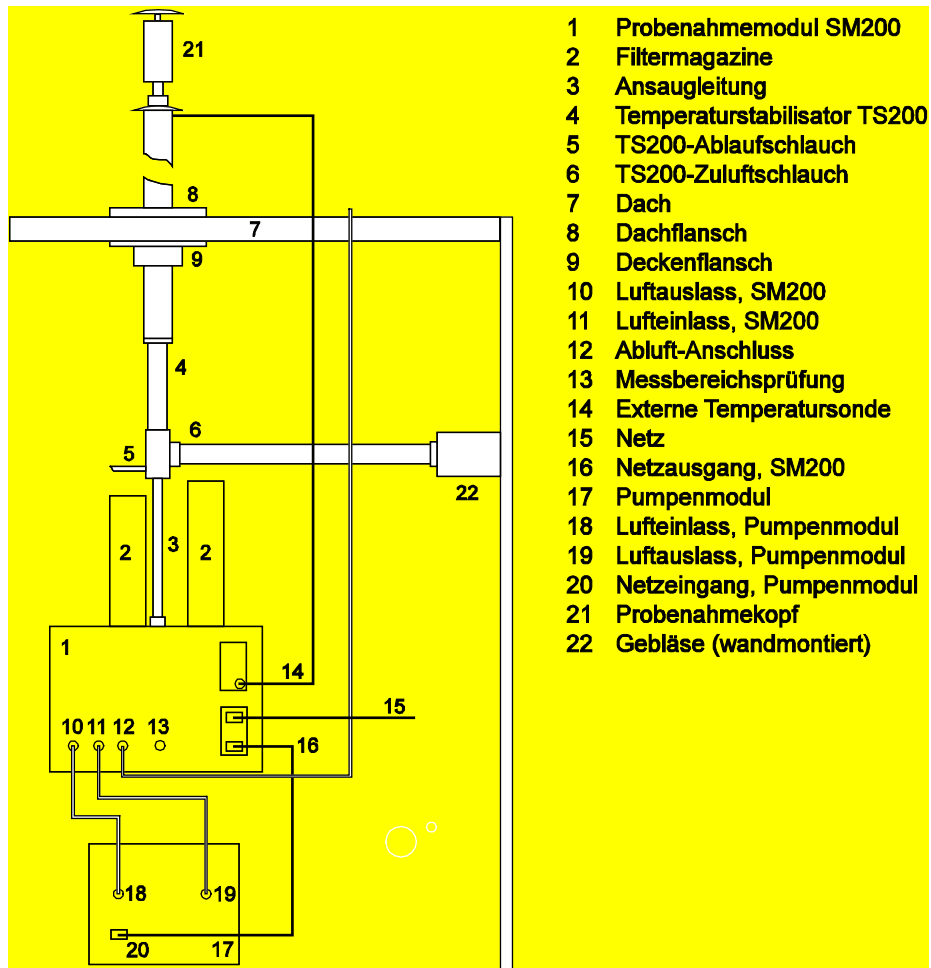 21
8
7
9
4
6
5
22
2
3
2
1
14
15
10 11 12 13
16
18
19
20
17
1 Probenahmemodul SM200
2 Filtermagazine
3 Ansaugleitung
4 Temperaturstabilisator TS200
5 TS200-Ablaufschlauch
6 TS200-Zuluftschlauch
7 Dach
8 Dachflansch
9 Deckenflansch
10 Luftauslass, SM200
11 Lufteinlass, SM200
12 Abluft-Anschluss
13 Messbereichsprüfung
14 Externe Temperatursonde
15 Netz
16 Netzausgang, SM200
17 Pumpenmodul
18 Lufteinlass, Pumpenmodul
19 Luftauslass, Pumpenmodul
20 Netzeingang, Pumpenmodul
21 Probenahmekopf
22 Gebläse (wandmontiert)